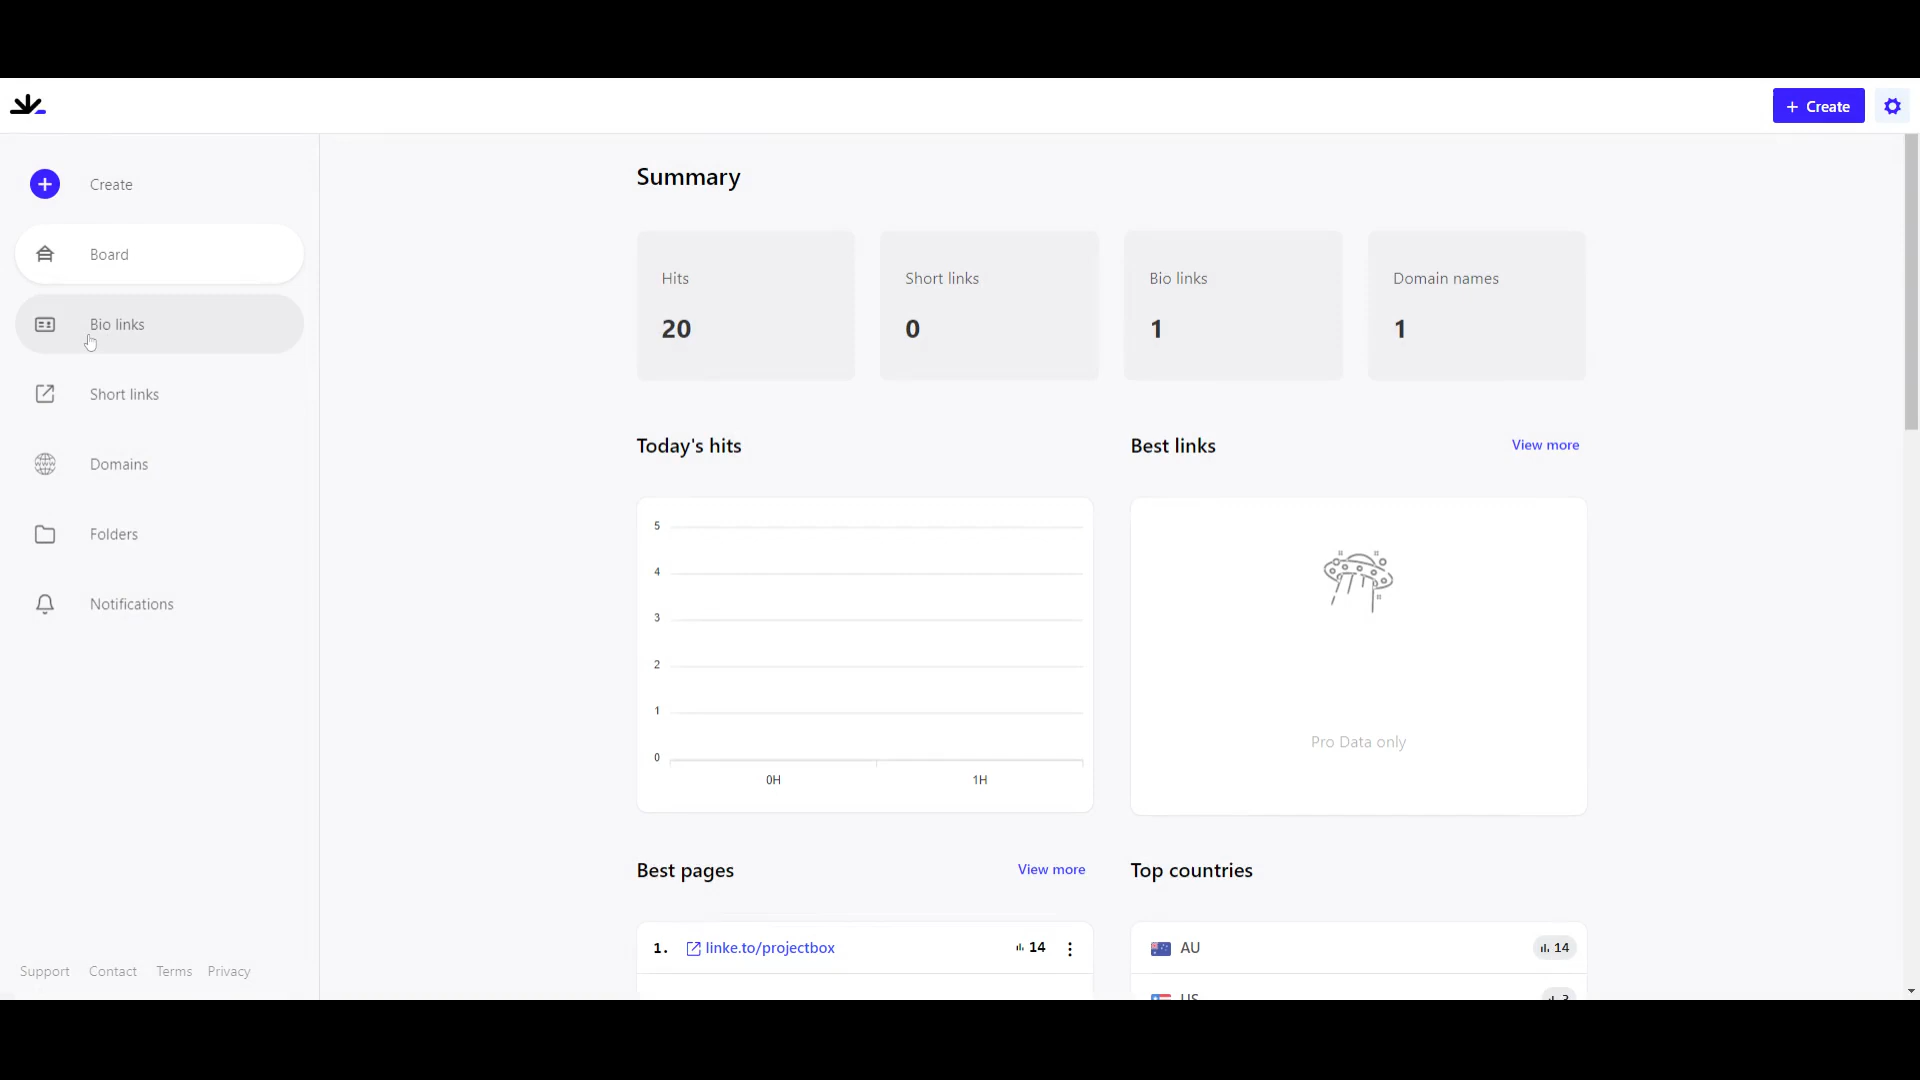 + Create
Create
Board
Bio links
Short links
Domains
Folders
Notifications
Support Contact Terms Privacy
Summary
Hits
20
Short links
0
Bio links
1
Domain names
1
Today's hits
5
4
3
2
1
0
0H 1H
Best links View more
Pro Data only
Best pages View more
1. linke.to/projectbox 14
Top countries
AU 14
US 3